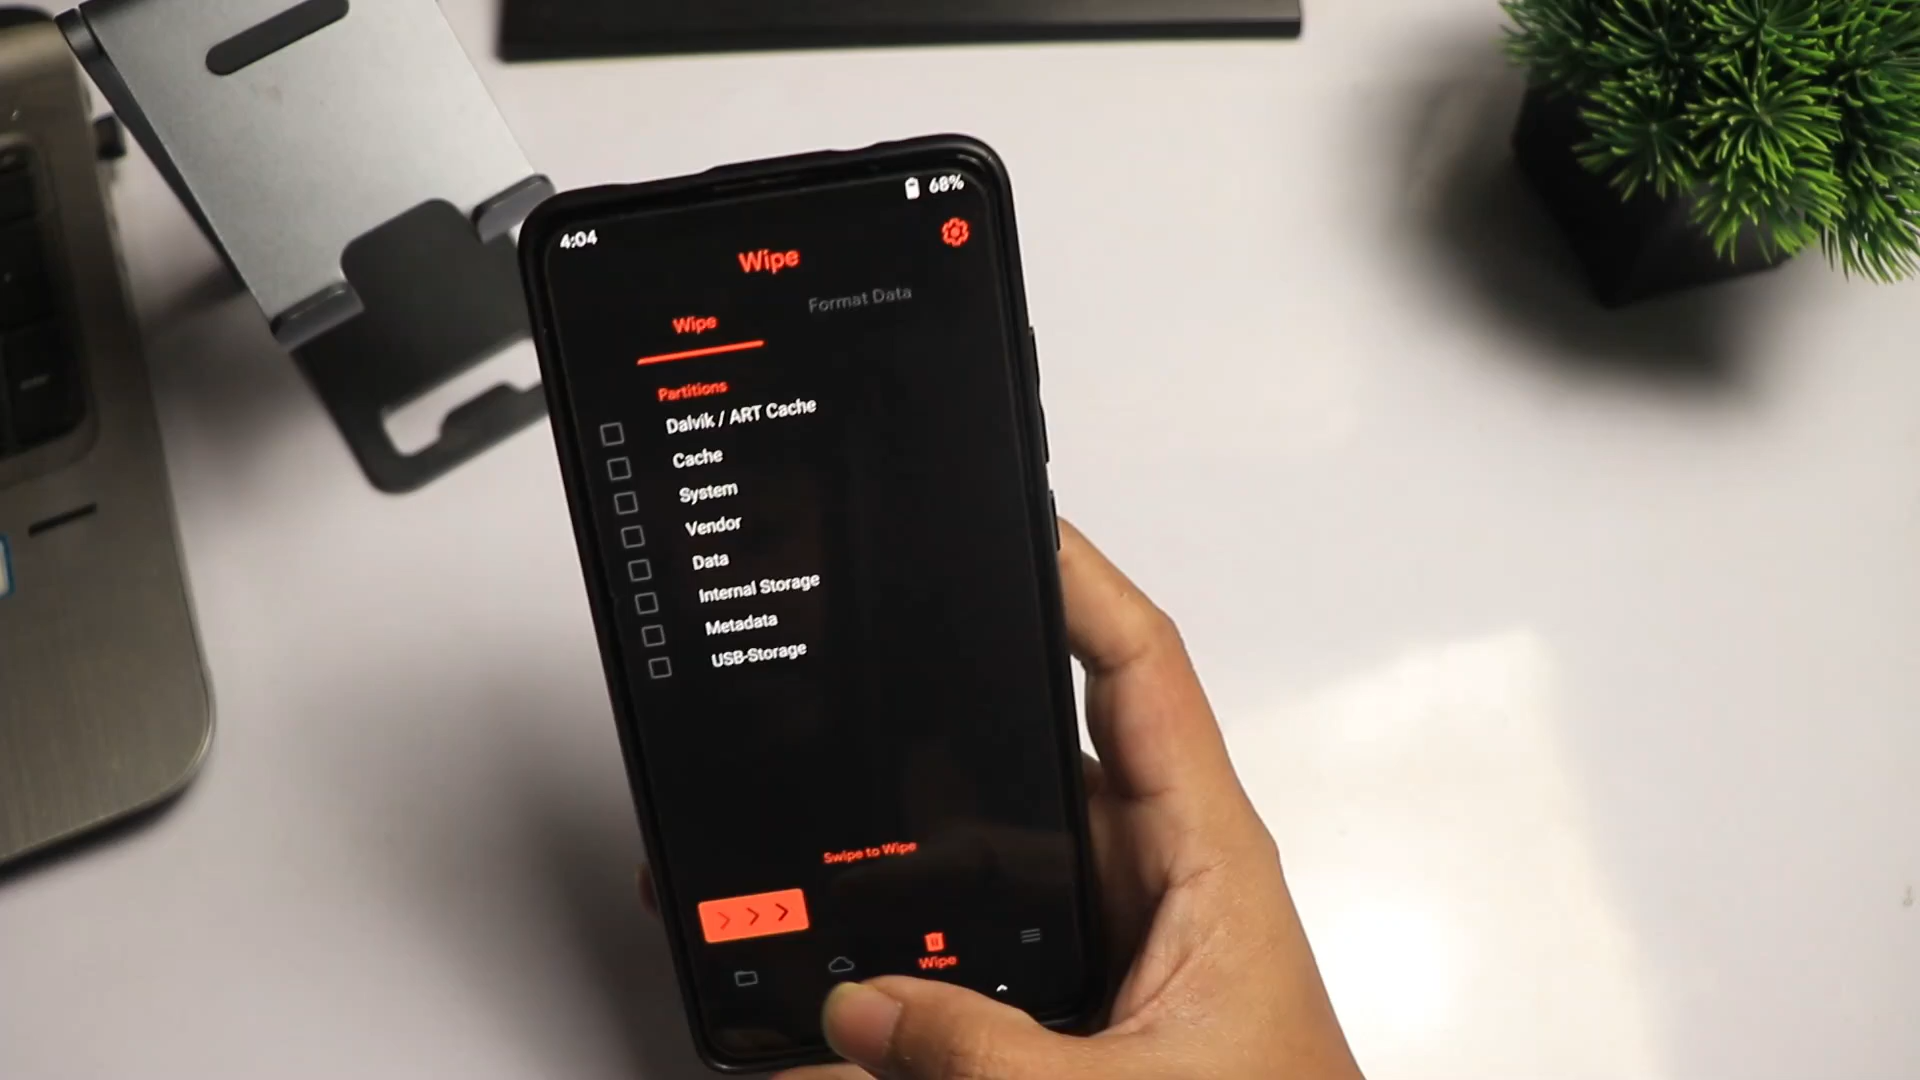 4:04
68%
Wipe
Wipe
Format Data
Partitions
Dalvik / ART Cache
Cache
System
Vendor
Data
Internal Storage
Metadata
USB-Storage
Swipe to Wipe
Wipe